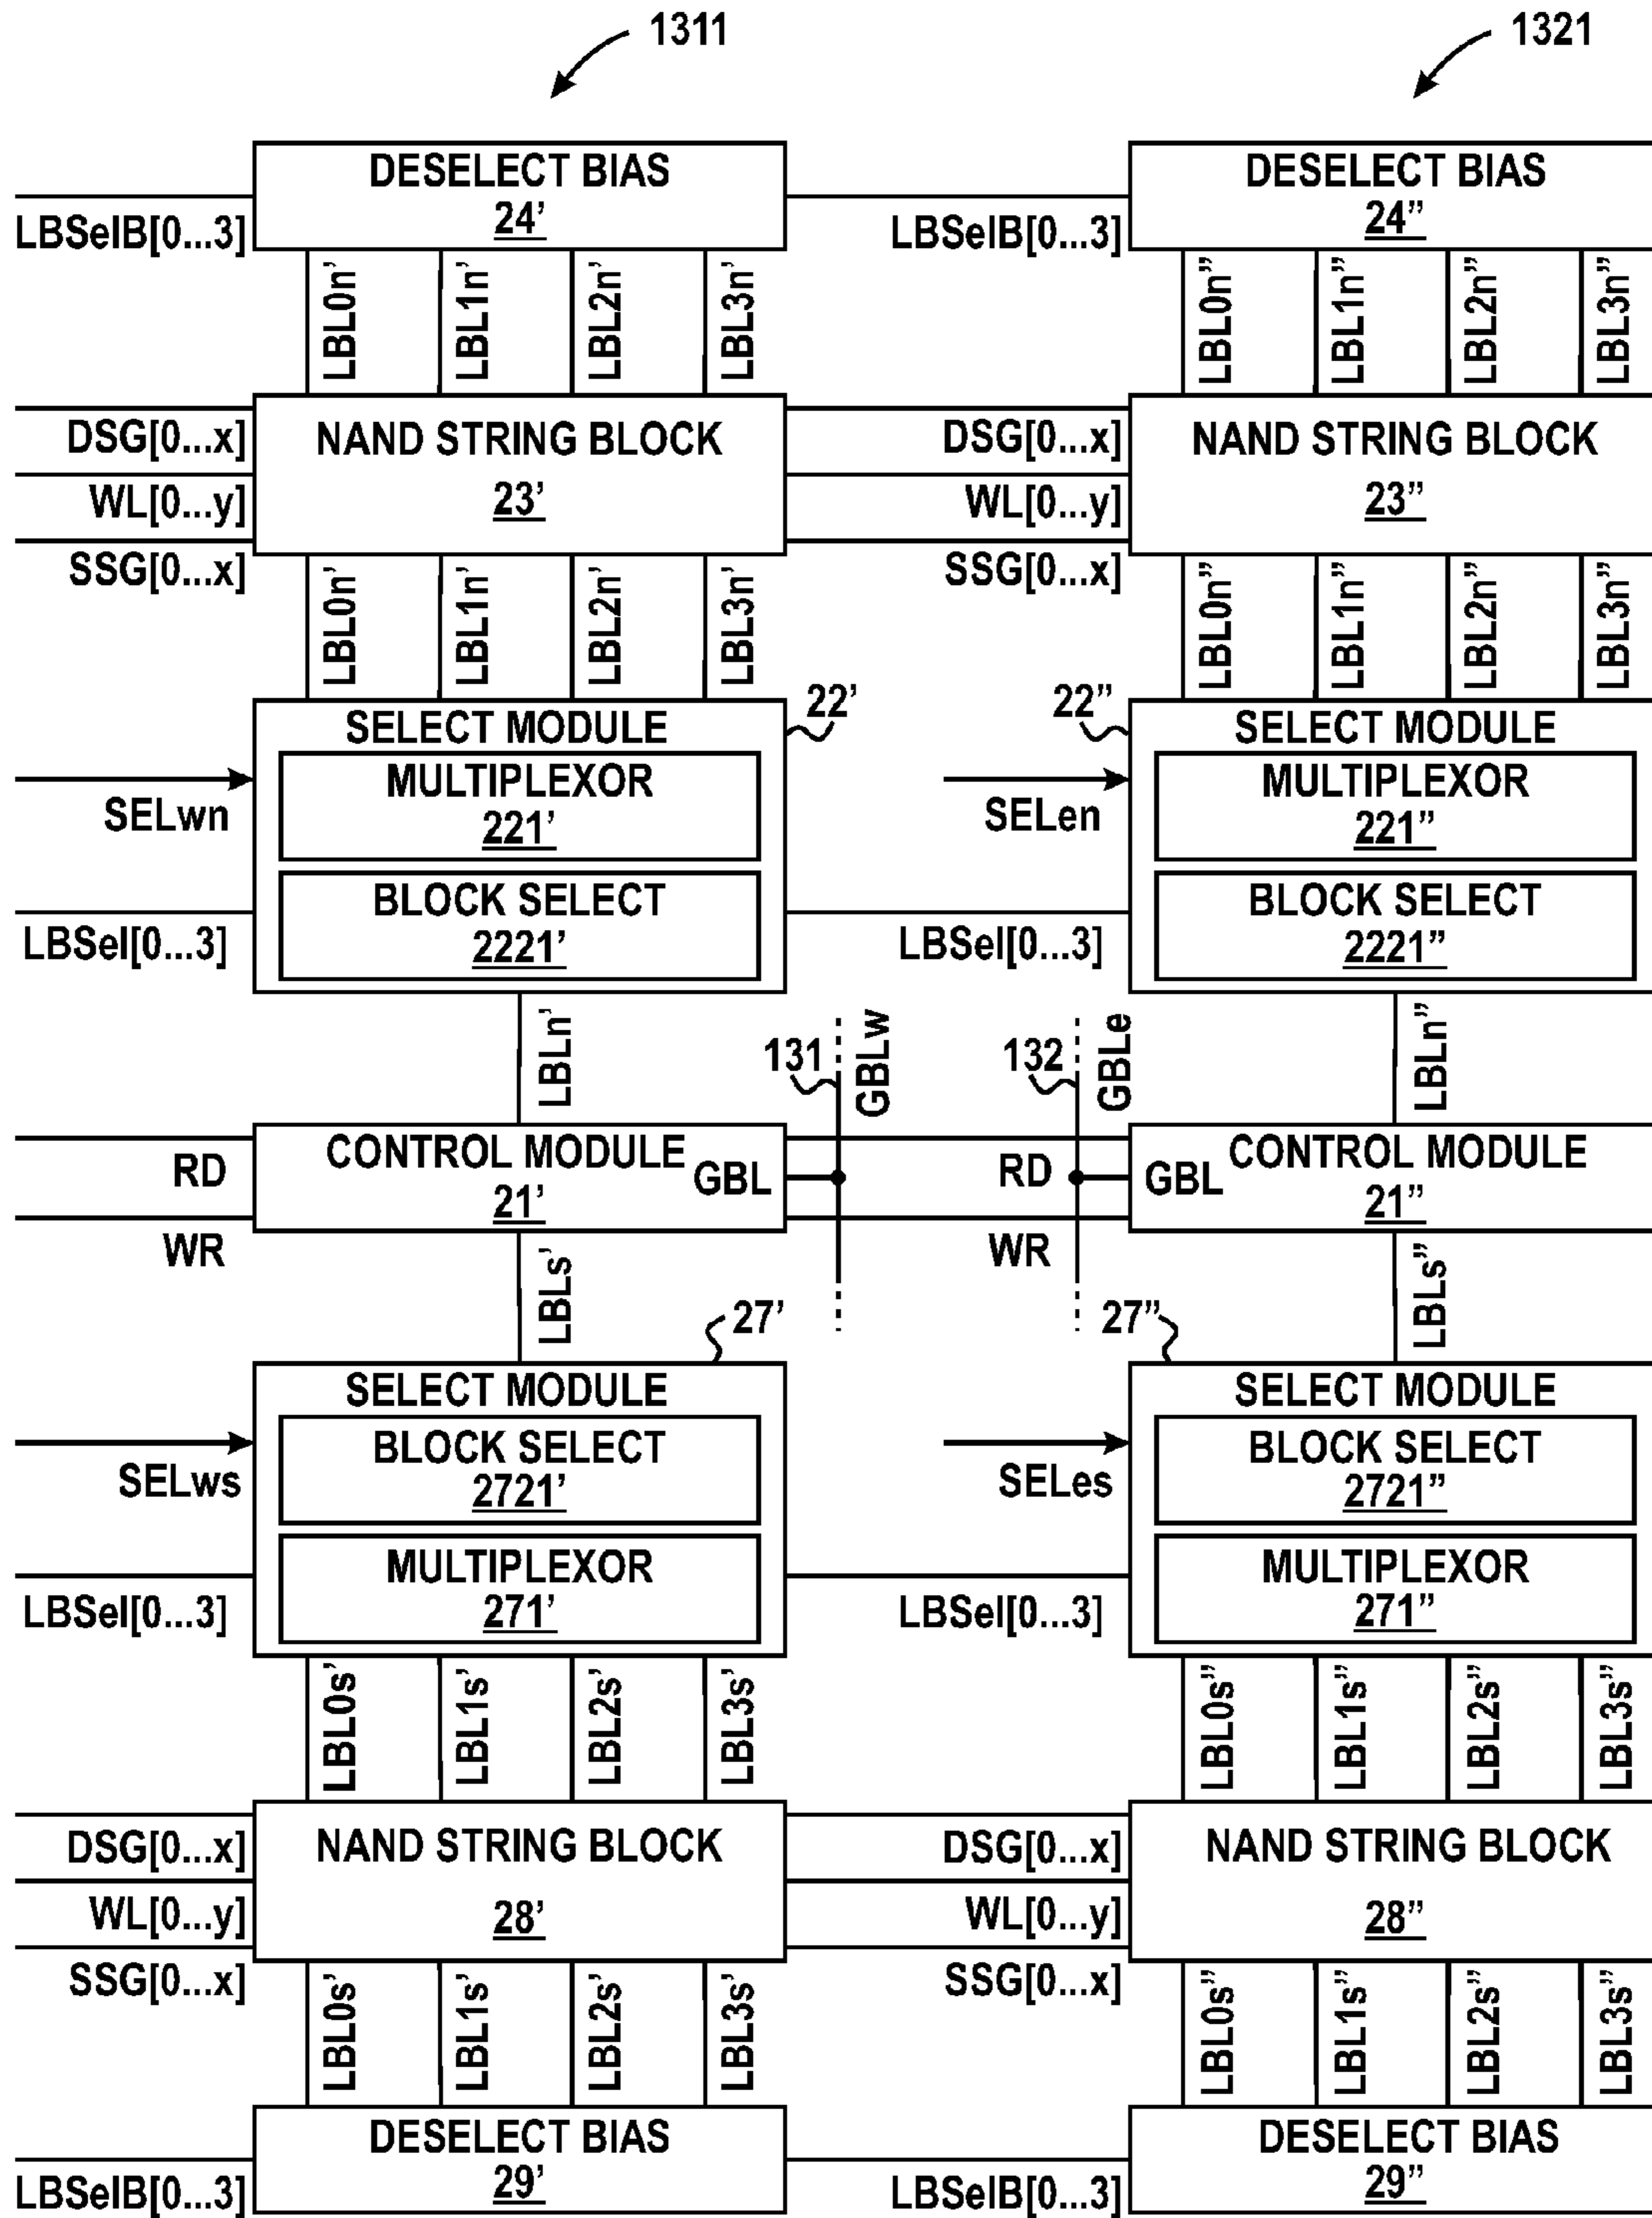 1311 1321
DESELECT BIAS DESELECT BIAS
24' 24”
LBSelB[0...3] LBSelB[0...3]
LBL0n' LBL1n' LBL2n' LBL3n' LBL0n” LBL1n” LBL2n” LBL3n”
DSG[0...x] NAND STRING BLOCK DSG[0...x] NAND STRING BLOCK
WL[0...y] 23' WL[0...y] 23”
SSG[0...x] SSG[0...x]
LBL0n' LBL1n' LBL2n' LBL3n' LBL0n” LBL1n” LBL2n” LBL3n”
22' 22”
SELECT MODULE SELECT MODULE
MULTIPLEXOR MULTIPLEXOR
SELwn 221' SELen 221”
BLOCK SELECT BLOCK SELECT
LBSel[0...3] 2221' LBSel[0...3] 2221”
LBLn' 131 GBLw 132 GBLe LBLn”
CONTROL MODULE CONTROL MODULE
RD GBL RD GBL
21' 21”
WR WR
LBLs' LBLs”
27' 27”
SELECT MODULE SELECT MODULE
BLOCK SELECT BLOCK SELECT
SELws 2721' SELes 2721”
MULTIPLEXOR MULTIPLEXOR
LBSel[0...3] 271' LBSel[0...3] 271”
LBL0s' LBL1s' LBL2s' LBL3s' LBL0s” LBL1s” LBL2s” LBL3s”
DSG[0...x] NAND STRING BLOCK DSG[0...x] NAND STRING BLOCK
WL[0...y] 28' WL[0...y] 28”
SSG[0...x] SSG[0...x]
LBL0s' LBL1s' LBL2s' LBL3s' LBL0s” LBL1s” LBL2s” LBL3s”
DESELECT BIAS DESELECT BIAS
LBSelB[0...3] 29' LBSelB[0...3] 29”